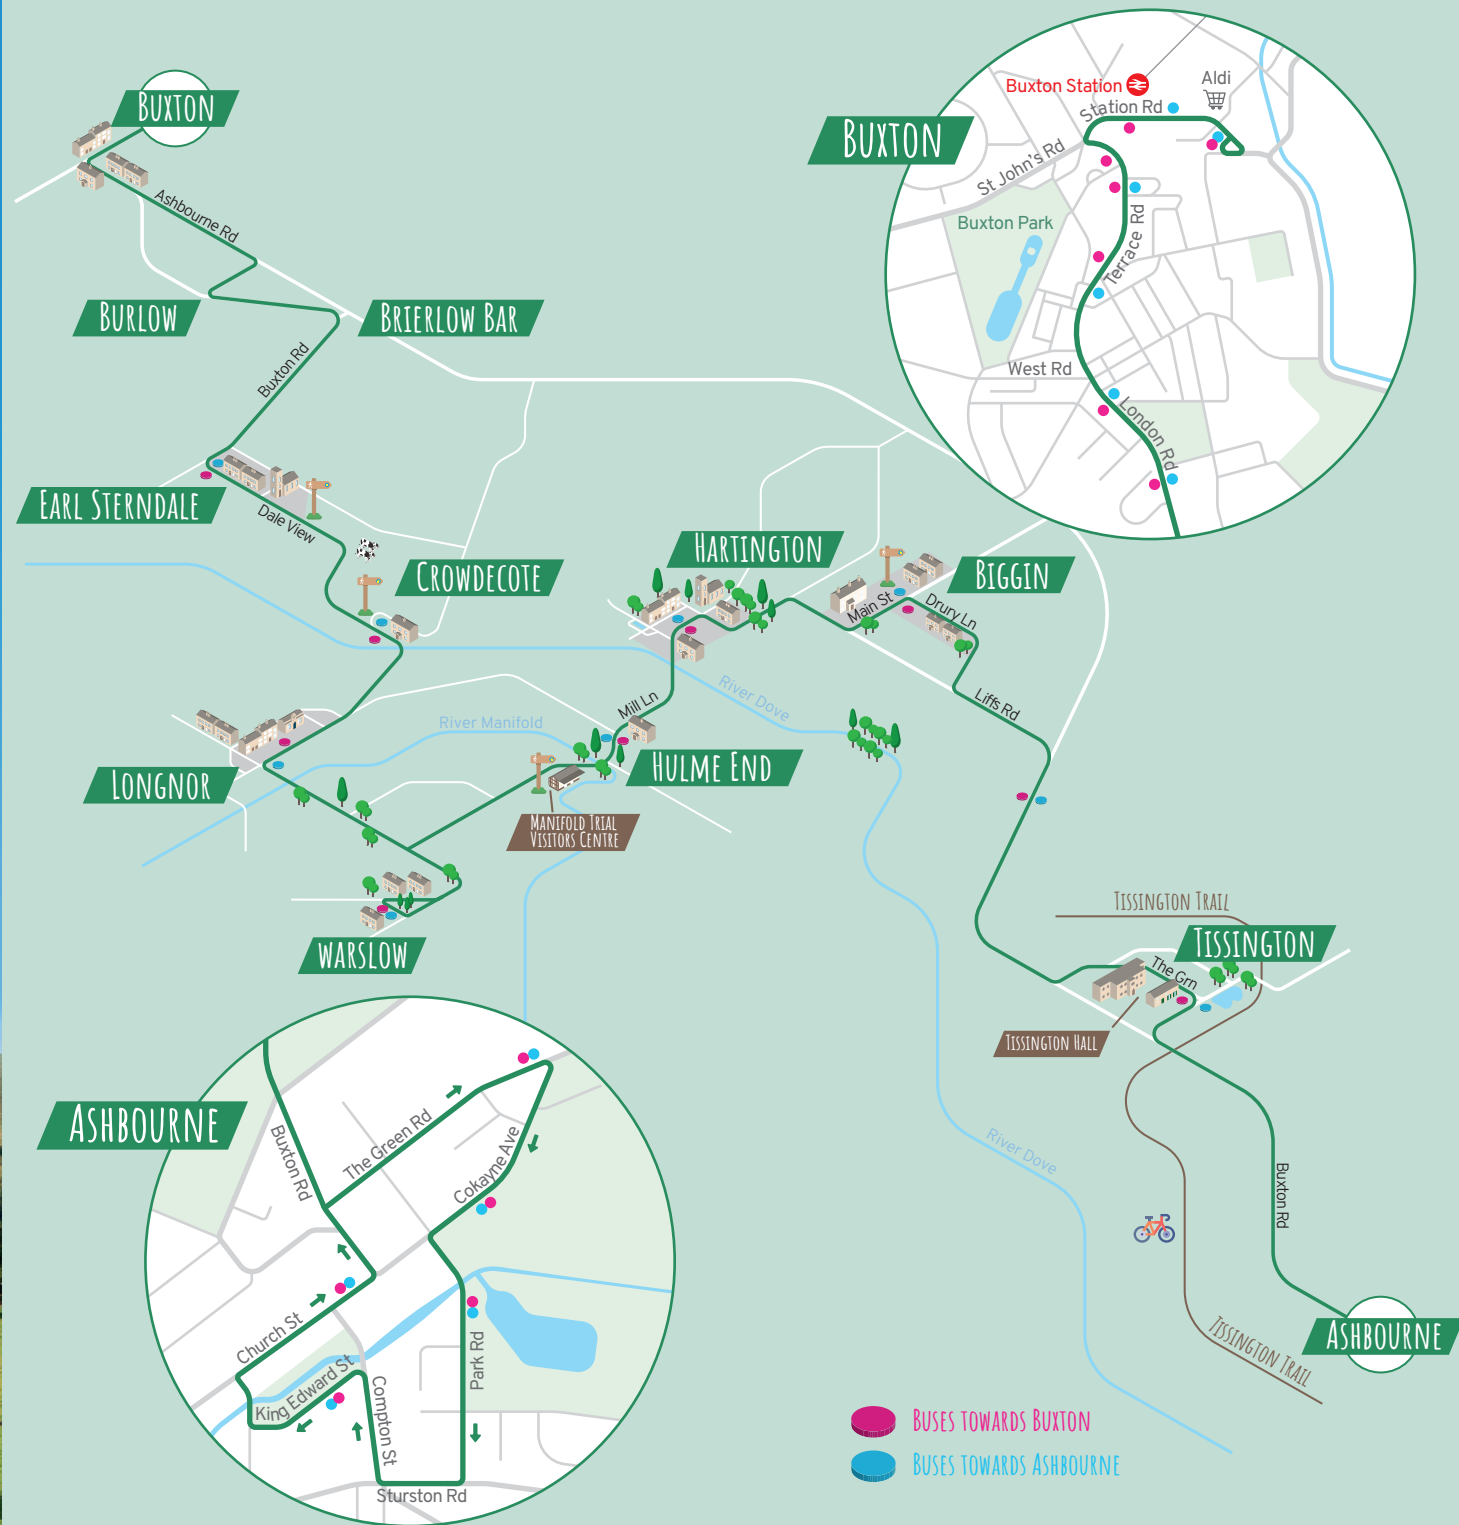 Buxton
Ashbourne Rd
Burlow
Brierlow Bar
Buxton Rd
Earl Sterndale
Dale View
Crowdecote
Hartington
Biggin
Main St
Drury Ln
Liffs Rd
River Dove
Mill Ln
River Manifold
Hulme End
Longnor
Manifold Trial
Visitors Centre
Warslow
Buxton
Buxton Station
Aldi
Station Rd
St John's Rd
Buxton Park
Terrace Rd
West Rd
London Rd
Tissington Trail
Tissington
The Grn
Tissington Hall
River Dove
Buxton Rd
Tissington Trail
Ashbourne
Ashbourne
Buxton Rd
The Green Rd
Cokayne Ave
Church St
King Edward St
Compton St
Park Rd
Sturston Rd
Buses towards Buxton
Buses towards Ashbourne